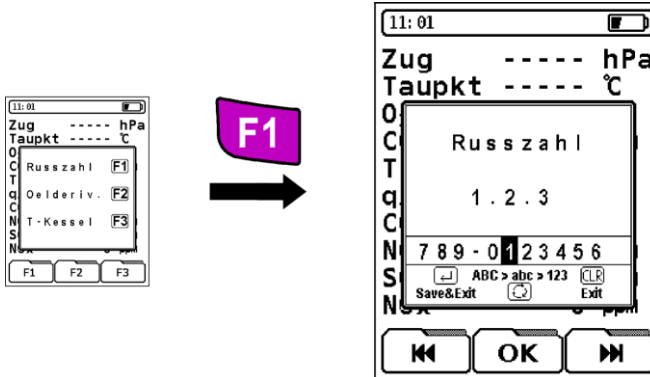 11:01
Zug ----- hPa
Taupkt ----- °C
O
C
Russzahl F1
T
q
Oelderiv. F2
C
N
T-Kessel F3
S
NOx
F1 F2 F3
F1
11:01
Zug ----- hPa
Taupkt ----- °C
O
C
Russzahl
T
q
1.2.3
C
N
789-0123456
S
ABC > abc > 123 CLR
Save&Exit Exit
OK